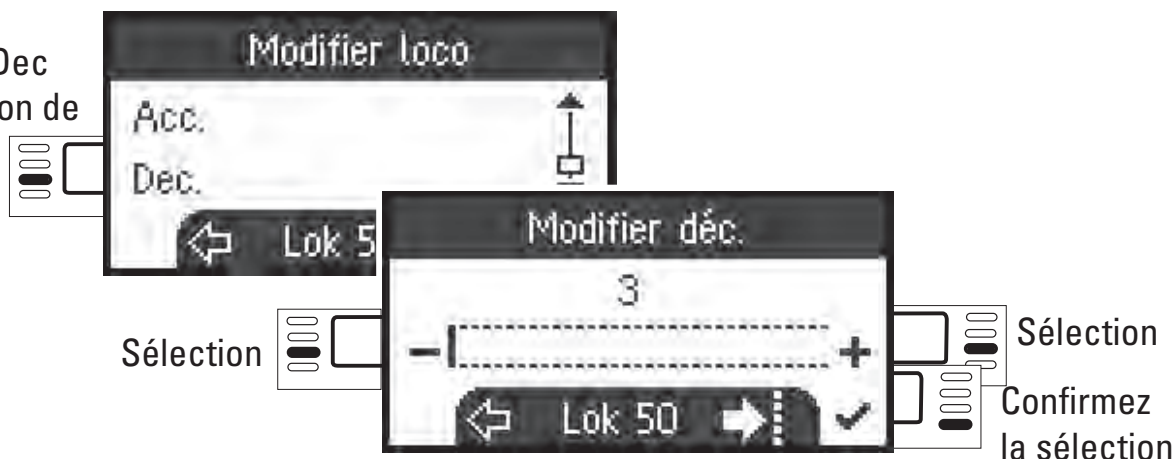 Modifier loco
Dec
on de
Acc.
Dec.
Lok 5
Modifier déc.
3
Sélection
− +
Sélection
Lok 50
Confirmez
la sélection